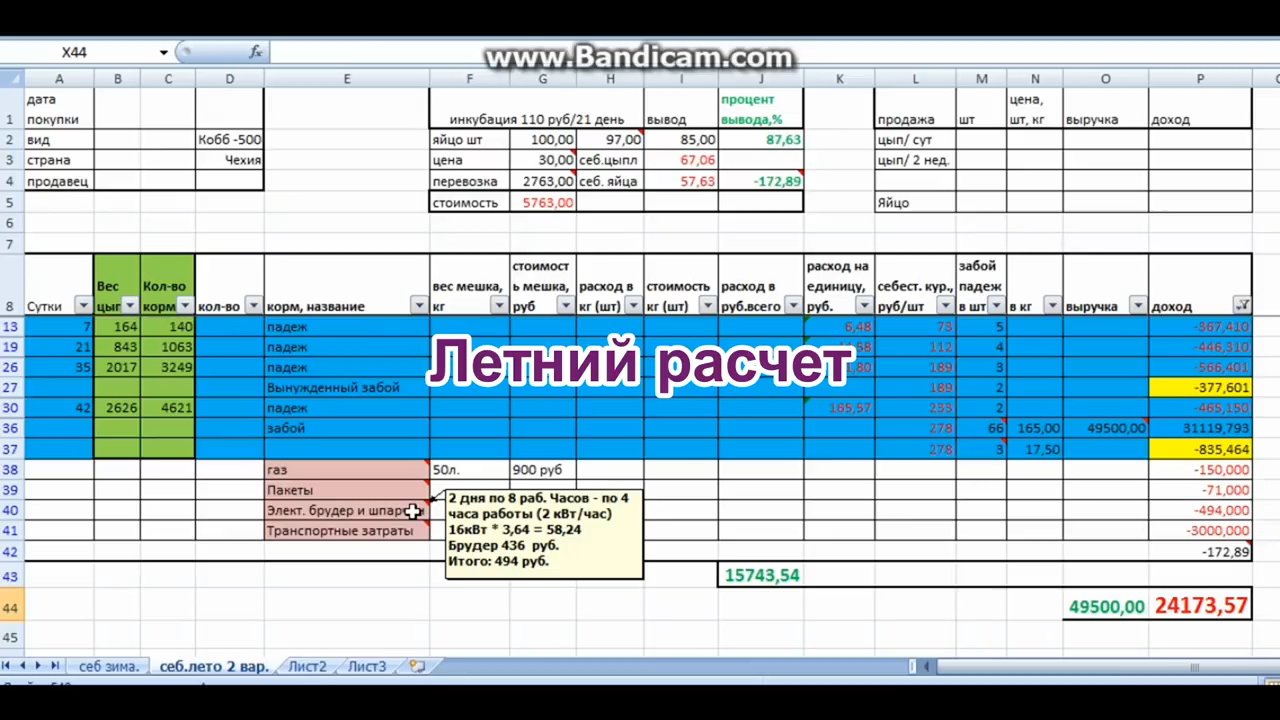 X44 fx
www.Bandicam.com
A B C D E F G H I J K L M N O P
1 дата покупки инкубация 110 руб/21 день вывод процент вывода,% продажа шт цена, шт, кг выручка доход
2 вид Кобб -500 яйцо шт 100,00 97,00 85,00 87,63 цып/ сут
3 страна Чехия цена 30,00 себ.цыпл 67,06 цып/ 2 нед.
4 продавец перевозка 2763,00 себ. яйца 57,63 -172,89
5 стоимость 5763,00 Яйцо
6
7
8 Сутки Вес цып Кол-во корм кол-во корм, название вес мешка, кг стоимост ь мешка, руб расход в кг (шт) стоимость кг (шт) расход в руб.всего расход на единицу, руб. себест. кур., руб/шт забой падеж в шт в кг выручка доход
13 7 164 140 падеж 6,48 73 5 -367,410
19 21 843 1063 падеж 112 4 -446,310
26 35 2017 3249 падеж 189 3 -566,401
Летний расчет
27 Вынужденный забой 189 2 -377,601
30 42 2626 4621 падеж 165,57 233 2 -465,150
36 забой 278 66 165,00 49500,00 31119,793
37 278 3 17,50 -835,464
38 газ 50л. 900 руб -150,000
39 Пакеты -71,000
40 Элект. брудер и -494,000
41 Транспортные затраты -3000,000
2 дня по 8 раб. Часов - по 4
часа работы (2 кВт/час)
16кВт * 3,64 = 58,24
Брудер 436 руб.
Итого: 494 руб.
42 -172,89
43 15743,54
44 49500,00 24173,57
45
себ зима. себ.лето 2 вар. Лист2 Лист3